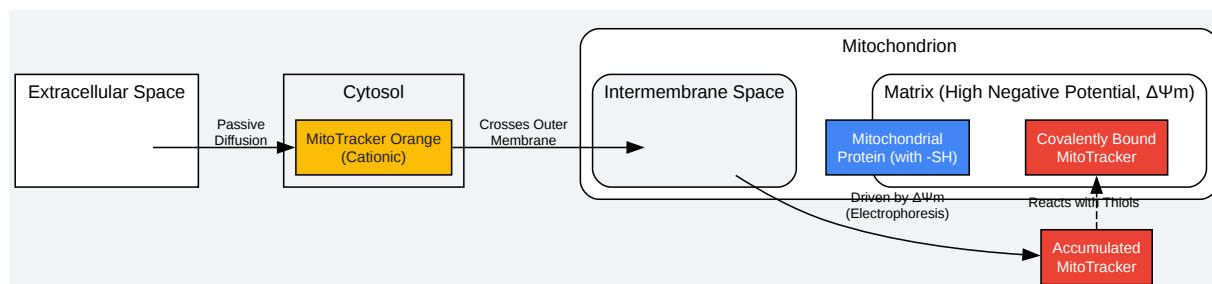 Mitochondrion
Extracellular Space
Cytosol
Intermembrane Space
Matrix (High Negative Potential, ΔΨm)
Passive
Diffusion
MitoTracker Orange
(Cationic)
Crosses Outer
Membrane
Mitochondrial
Protein (with -SH)
Covalently Bound
MitoTracker
Driven by ΔΨm
(Electrophoresis)
Reacts with Thiols
Accumulated
MitoTracker